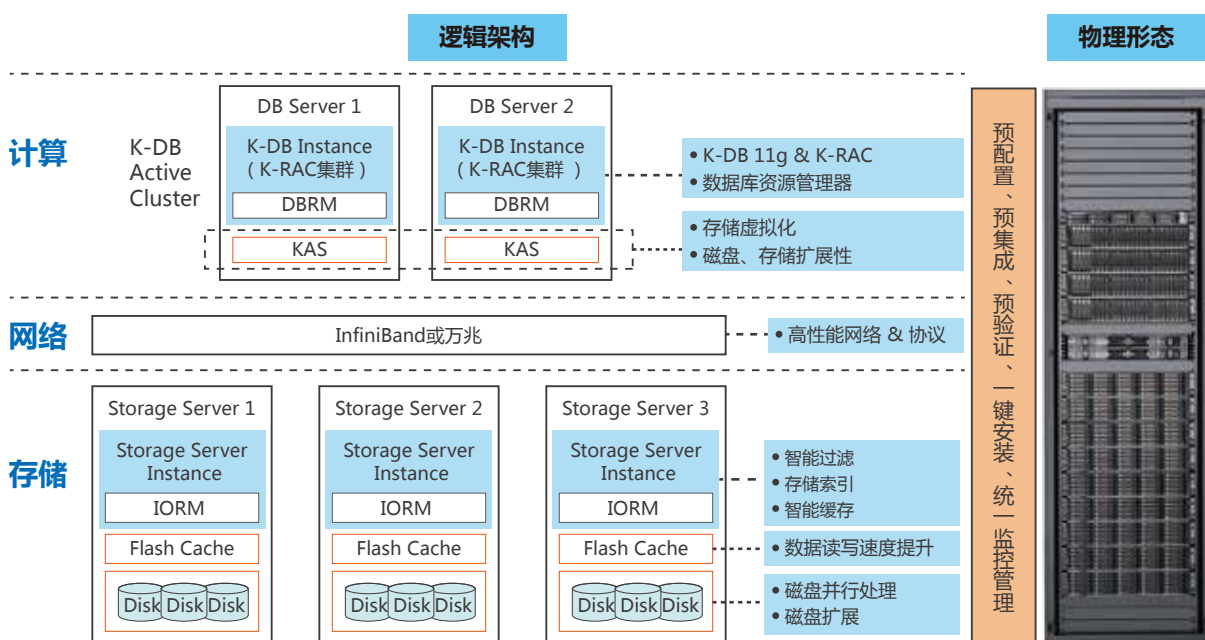 逻辑架构
物理形态
计算
K-DB
Active
Cluster
DB Server 1
K-DB Instance
（ K-RAC集群 ）
DBRM
KAS
DB Server 2
K-DB Instance
（ K-RAC集群 ）
DBRM
KAS
• K-DB 11g & K-RAC
• 数据库资源管理器
• 存储虚拟化
• 磁盘、存储扩展性
网络
InfiniBand或万兆
• 高性能网络 & 协议
存储
Storage Server 1
Storage Server
Instance
IORM
Flash Cache
Disk Disk Disk
Storage Server 2
Storage Server
Instance
IORM
Flash Cache
Disk Disk Disk
Storage Server 3
Storage Server
Instance
IORM
Flash Cache
Disk Disk Disk
• 智能过滤
• 存储索引
• 智能缓存
• 数据读写速度提升
• 磁盘并行处理
• 磁盘扩展
预配置、预集成、预验证、一键安装、统一监控管理